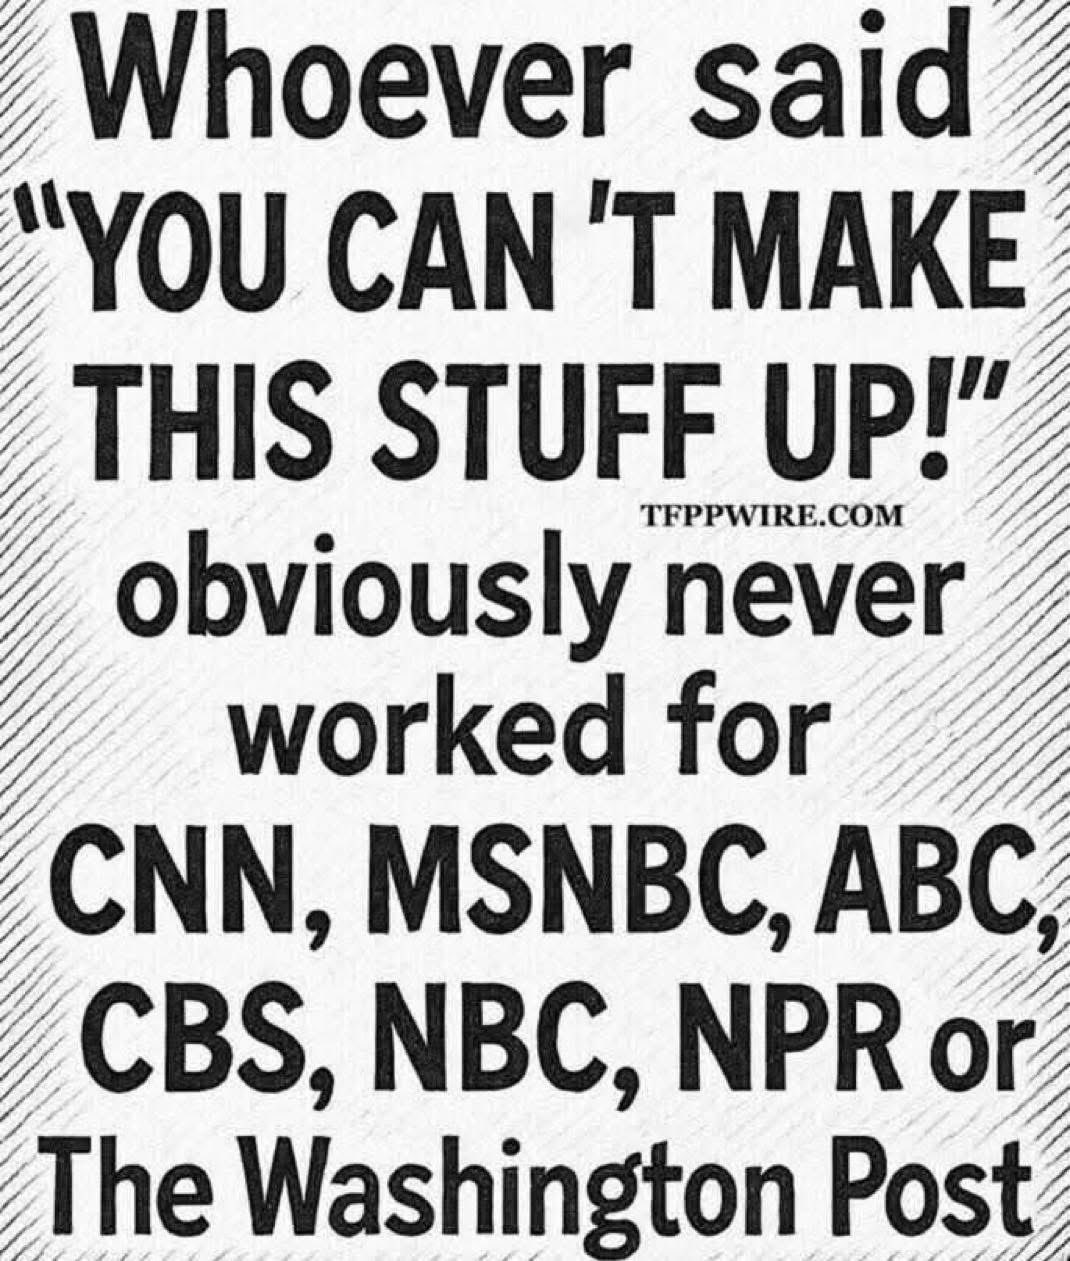 Whoever said
"YOU CAN'T MAKE
THIS STUFF UP!"
TFPPWIRE.COM
obviously never
worked for
CNN, MSNBC, ABC,
CBS, NBC, NPR or
The Washington Post